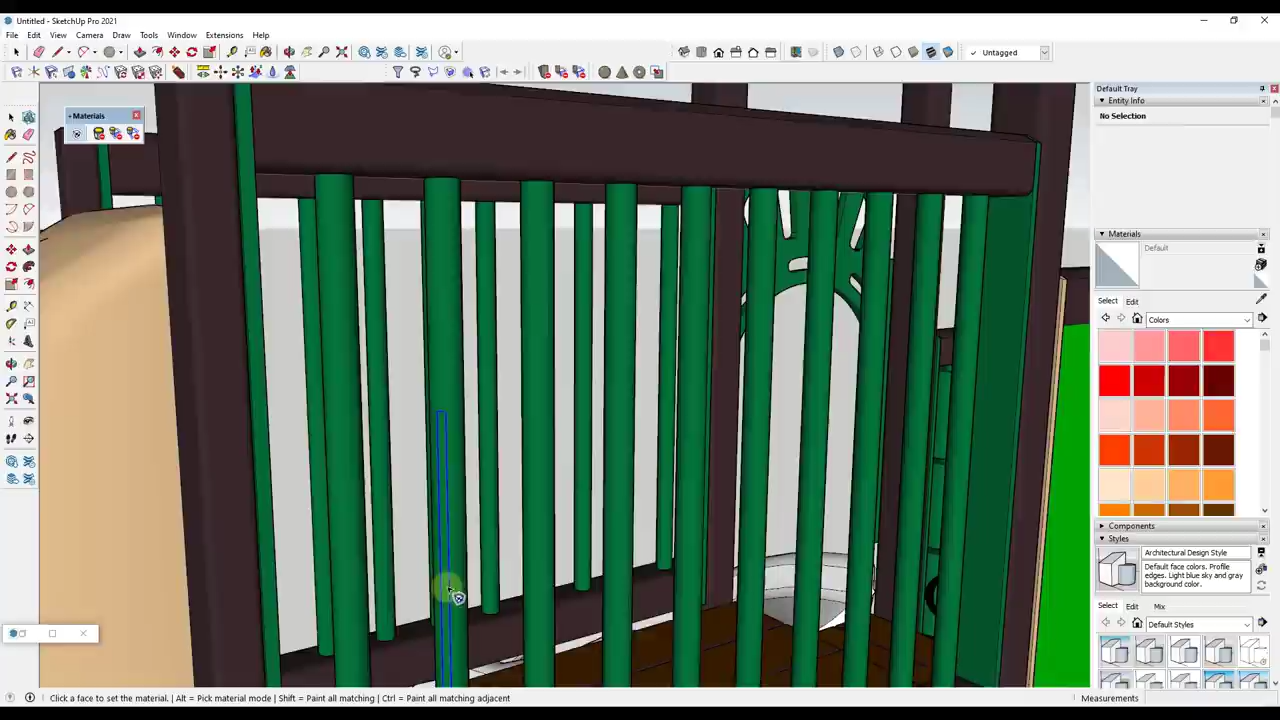 Untitled - SketchUp Pro 2021
File Edit View Camera Draw Tools Window Extensions Help
Untagged
Materials
Default Tray
Entity Info
No Selection
Materials
Default
Select Edit
Colors
Components
Styles
Architectural Design Style
Default face colors. Profile
edges. Light blue sky and gray
background color.
Select Edit Mix
Default Styles
Click a face to set the material. | Alt = Pick material mode | Shift = Paint all matching | Ctrl = Paint all matching adjacent
Measurements